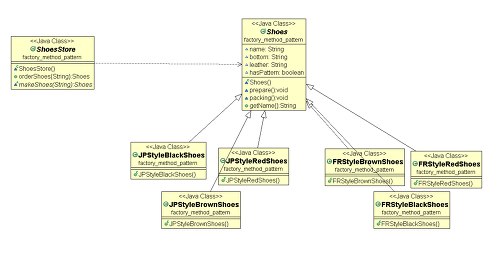 <<Java Class>>
Shoes
factory_method_pattern
name: String
bottom: String
leather: String
hasPattern: boolean
Shoes()
prepare():void
packing():void
getName():String
<<Java Class>>
ShoesStore
factory_method_pattern
ShoesStore()
orderShoes(String):Shoes
makeShoes(String):Shoes
<<Java Class>>
JPStyleBlackShoes
factory_method_pattern
JPStyleBlackShoes()
<<Java Class>>
JPStyleRedShoes
factory_method_pattern
JPStyleRedShoes()
<<Java Class>>
FRStyleBrownShoes
factory_method_pattern
FRStyleBrownShoes()
<<Java Class>>
FRStyleRedShoes
factory_method_pattern
FRStyleRedShoes()
<<Java Class>>
JPStyleBrownShoes
factory_method_pattern
JPStyleBrownShoes()
<<Java Class>>
FRStyleBlackShoes
factory_method_pattern
FRStyleBlackShoes()